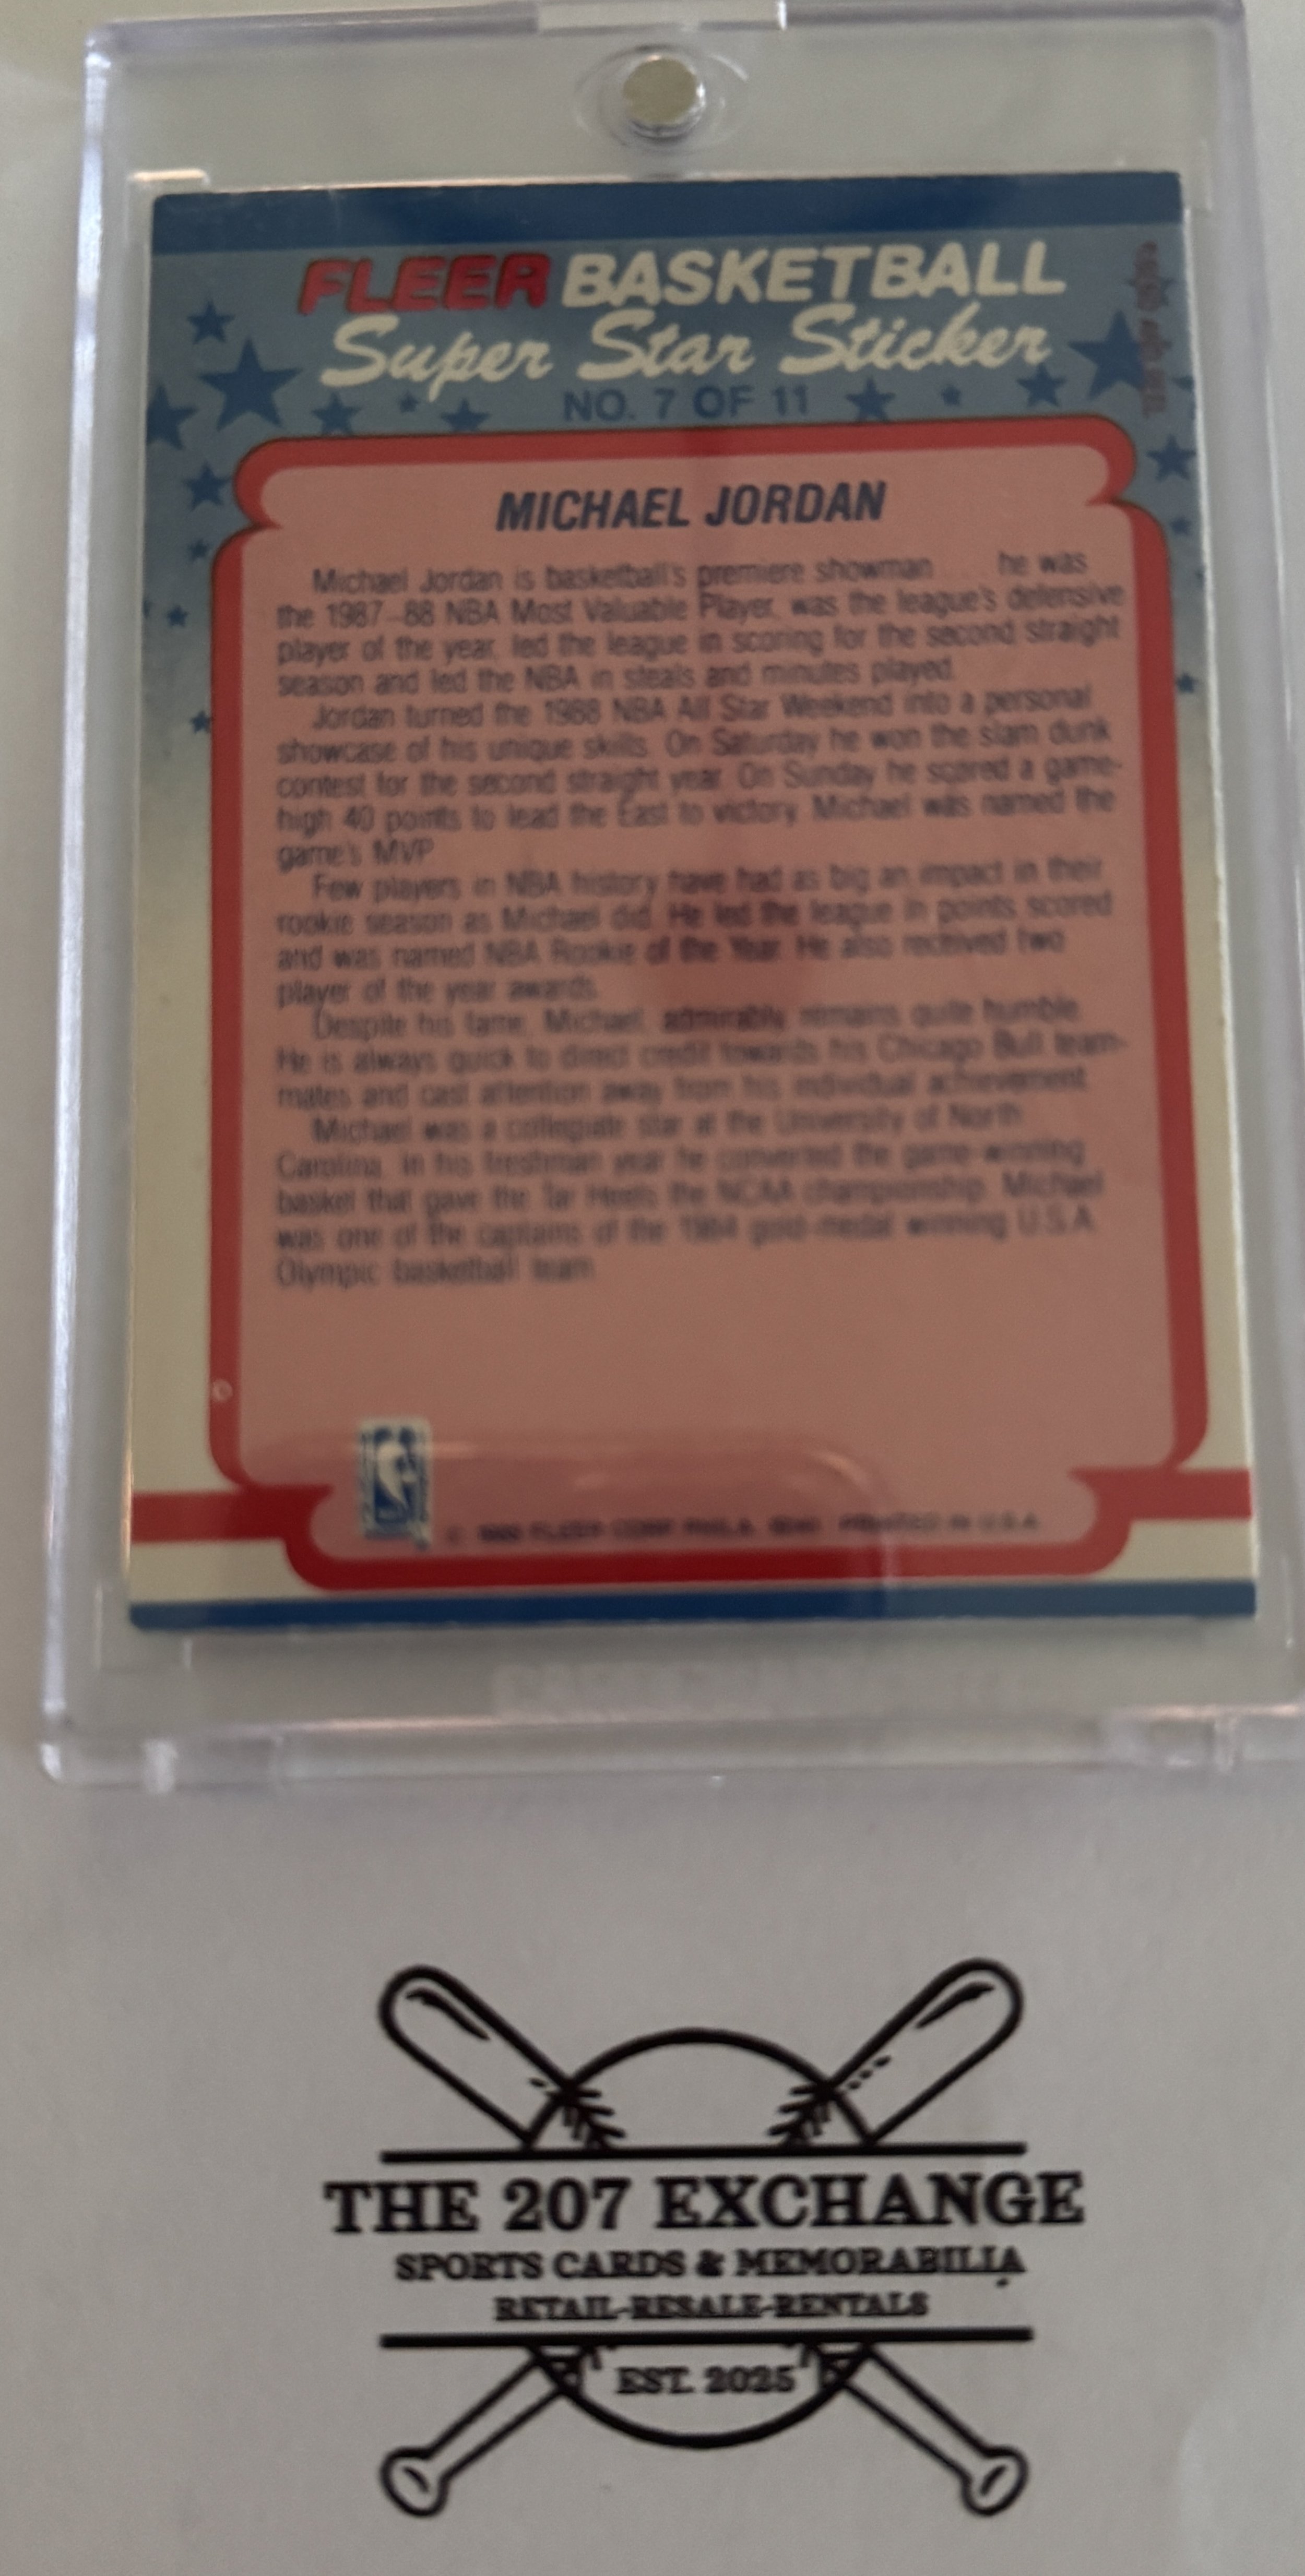 FLEER BASKETBALL
Super Star Sticker
NO. 7 OF 11
MICHAEL JORDAN
Michael Jordan is basketball's premiere showman he was
the 1987-88 NBA Most Valuable Player, was the league's defensive
player of the year, led the league in scoring for the second straight
season and led the NBA in steals and minutes played.
Jordan turned the 1988 NBA All Star Weekend into a personal
showcase of his unique skills. On Saturday he won the slam dunk
contest for the second straight year. On Sunday he scored a game-
high 40 points to lead the East to victory. Michael was named the
game's MVP.
Few players in NBA history have had as big an impact in their
rookie season as Michael did. He led the league in points scored
and was named NBA Rookie of the Year. He also received two
player of the year awards.
Despite his fame, Michael, admirably, remains quite humble.
He is always quick to direct credit towards his Chicago Bull team-
mates and cast attention away from his individual achievement.
Michael was a collegiate star at the University of North
Carolina. In his freshman year he converted the game-winning
basket that gave the Tar Heels the NCAA championship. Michael
was one of the captains of the 1984 gold-medal winning U.S.A.
Olympic basketball team.
© 1988 FLEER CORP. PHILA. PRINTED IN U.S.A.
THE 207 EXCHANGE
SPORTS CARDS & MEMORABILIA
RETAIL-RESALE-RENTALS
EST. 2025